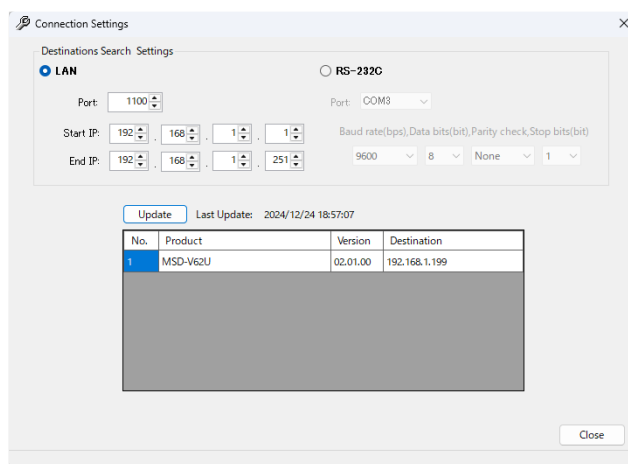 Connection Settings
Destinations Search Settings
LAN
RS-232C
Port: 1100
Port: COM3
Start IP: 192 . 168 . 1 . 1
Baud rate(bps),Data bits(bit),Parity check,Stop bits(bit)
End IP: 192 . 168 . 1 . 251
9600 8 None 1
Update Last Update: 2024/12/24 18:57:07
No. Product Version Destination
1 MSD-V62U 02.01.00 192.168.1.199
Close